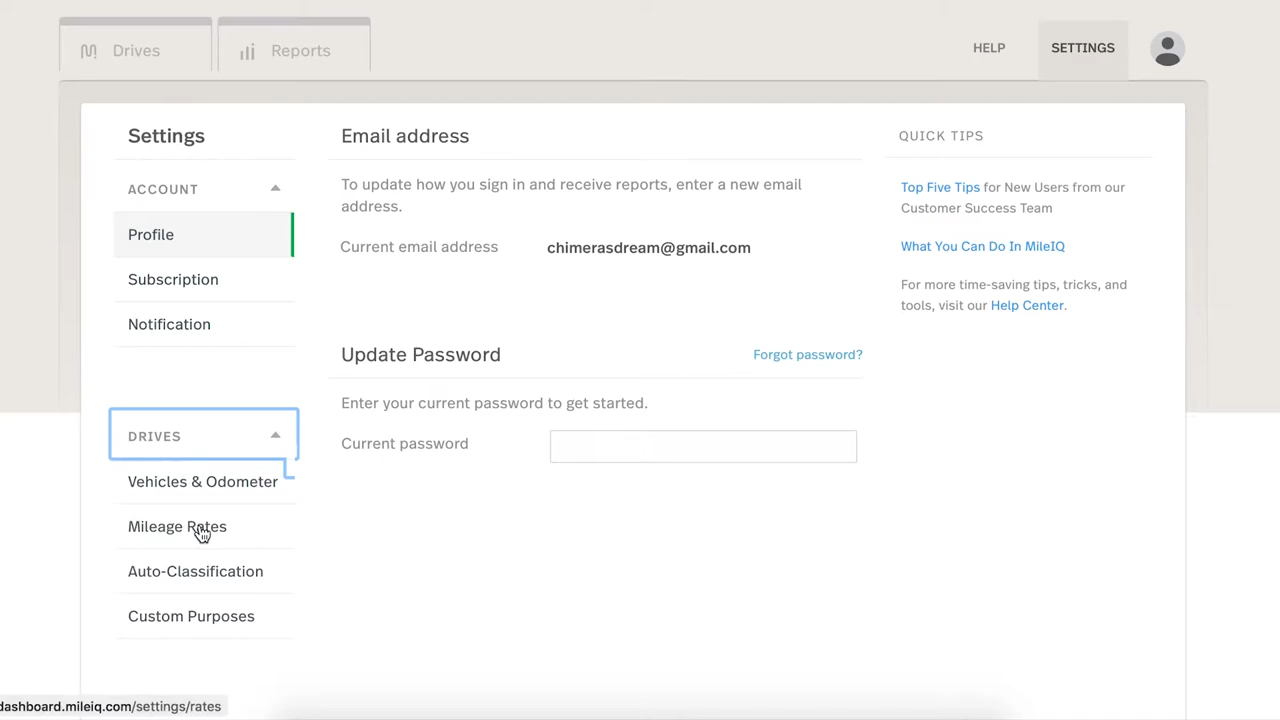 Drives
Reports
HELP
SETTINGS
Settings
ACCOUNT
Profile
Subscription
Notification
DRIVES
Vehicles & Odometer
Mileage Rates
Auto-Classification
Custom Purposes
Email address
To update how you sign in and receive reports, enter a new email
address.
Current email address chimerasdream@gmail.com
Update Password Forgot password?
Enter your current password to get started.
Current password
QUICK TIPS
Top Five Tips for New Users from our
Customer Success Team
What You Can Do In MileIQ
For more time-saving tips, tricks, and
tools, visit our Help Center.
dashboard.mileiq.com/settings/rates